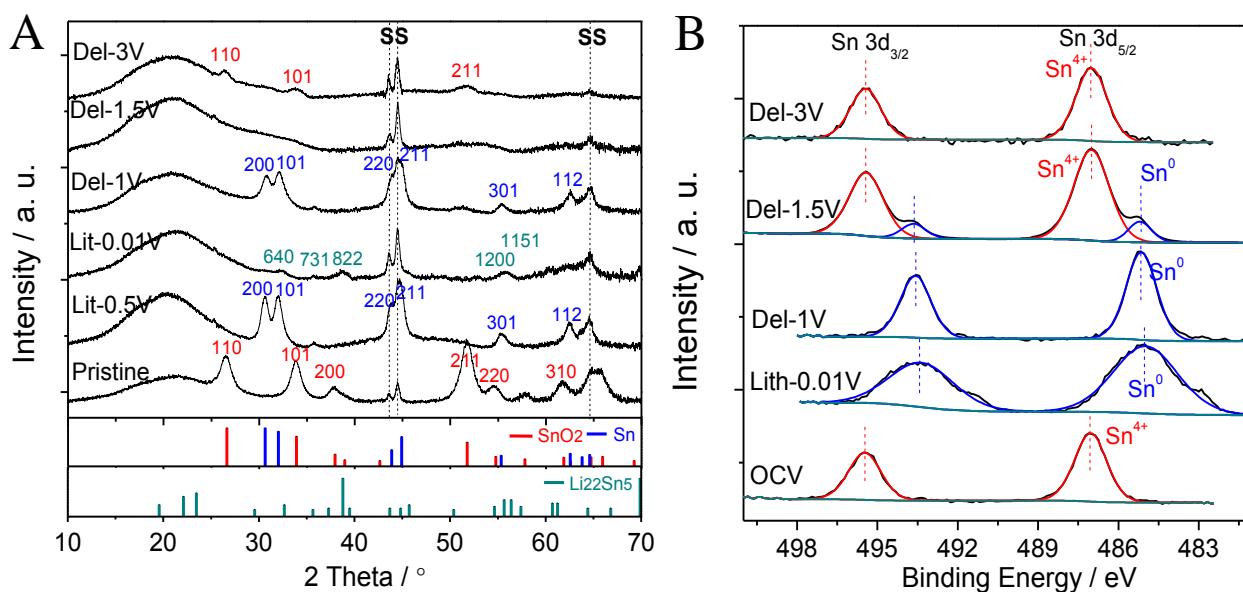 A
SS
SS
Del-3V
110
101
211
Del-1.5V
Del-1V
200
101
220
211
301
112
Lit-0.01V
640
731
822
1200
1151
Lit-0.5V
200
101
220
211
301
112
Pristine
110
101
200
211
220
310
SnO2
Sn
Li22Sn5
10
20
30
40
50
60
70
2 Theta / °
Intensity / a. u.
B
Sn 3d3/2
Sn 3d5/2
Sn4+
Del-3V
Sn4+
Sn0
Del-1.5V
Sn0
Del-1V
Lith-0.01V
Sn0
Sn4+
OCV
498
495
492
489
486
483
Binding Energy / eV
Intensity / a. u.